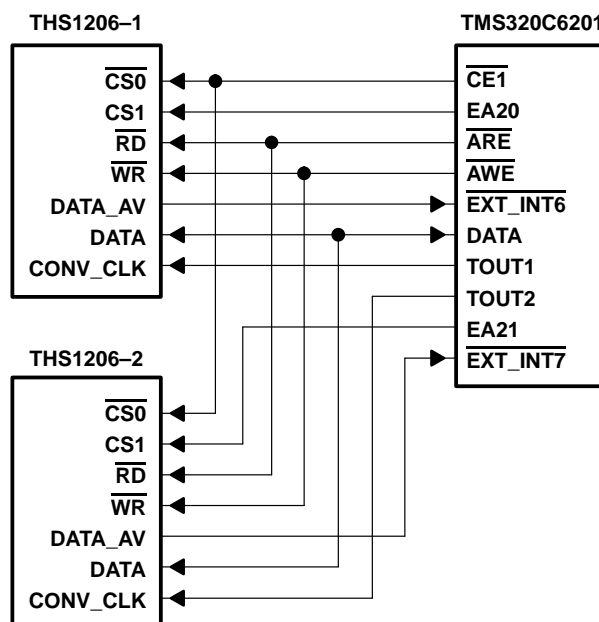 THS1206–1
CS0
CS1
RD
WR
DATA_AV
DATA
CONV_CLK
TMS320C6201
CE1
EA20
ARE
AWE
EXT_INT6
DATA
TOUT1
TOUT2
EA21
EXT_INT7
THS1206–2
CS0
CS1
RD
WR
DATA_AV
DATA
CONV_CLK